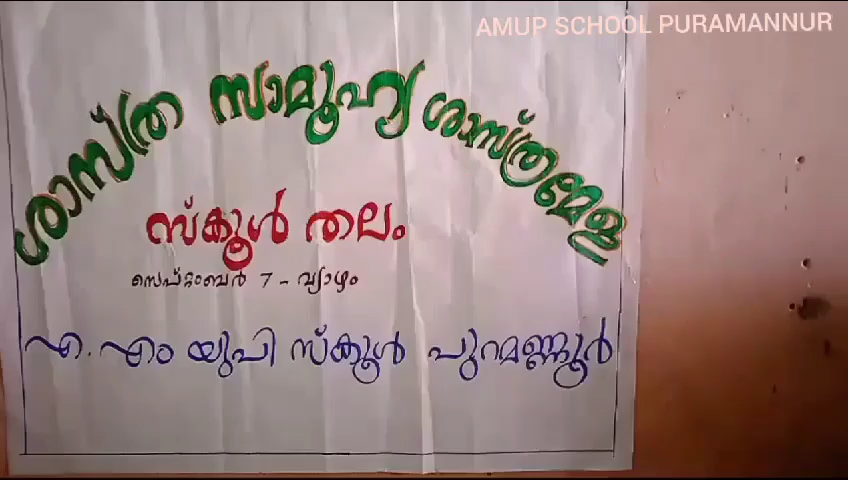 AMUP SCHOOL PURAMANNUR
ശാസ്ത്ര സാമൂഹ്യ ശാസ്ത്രമേള
സ്കൂൾ തലം
സെപ്റ്റംബർ 7 - വ്യാഴം
എ.എം യുപി സ്ക്കൂൾ പുറമണ്ണൂർ